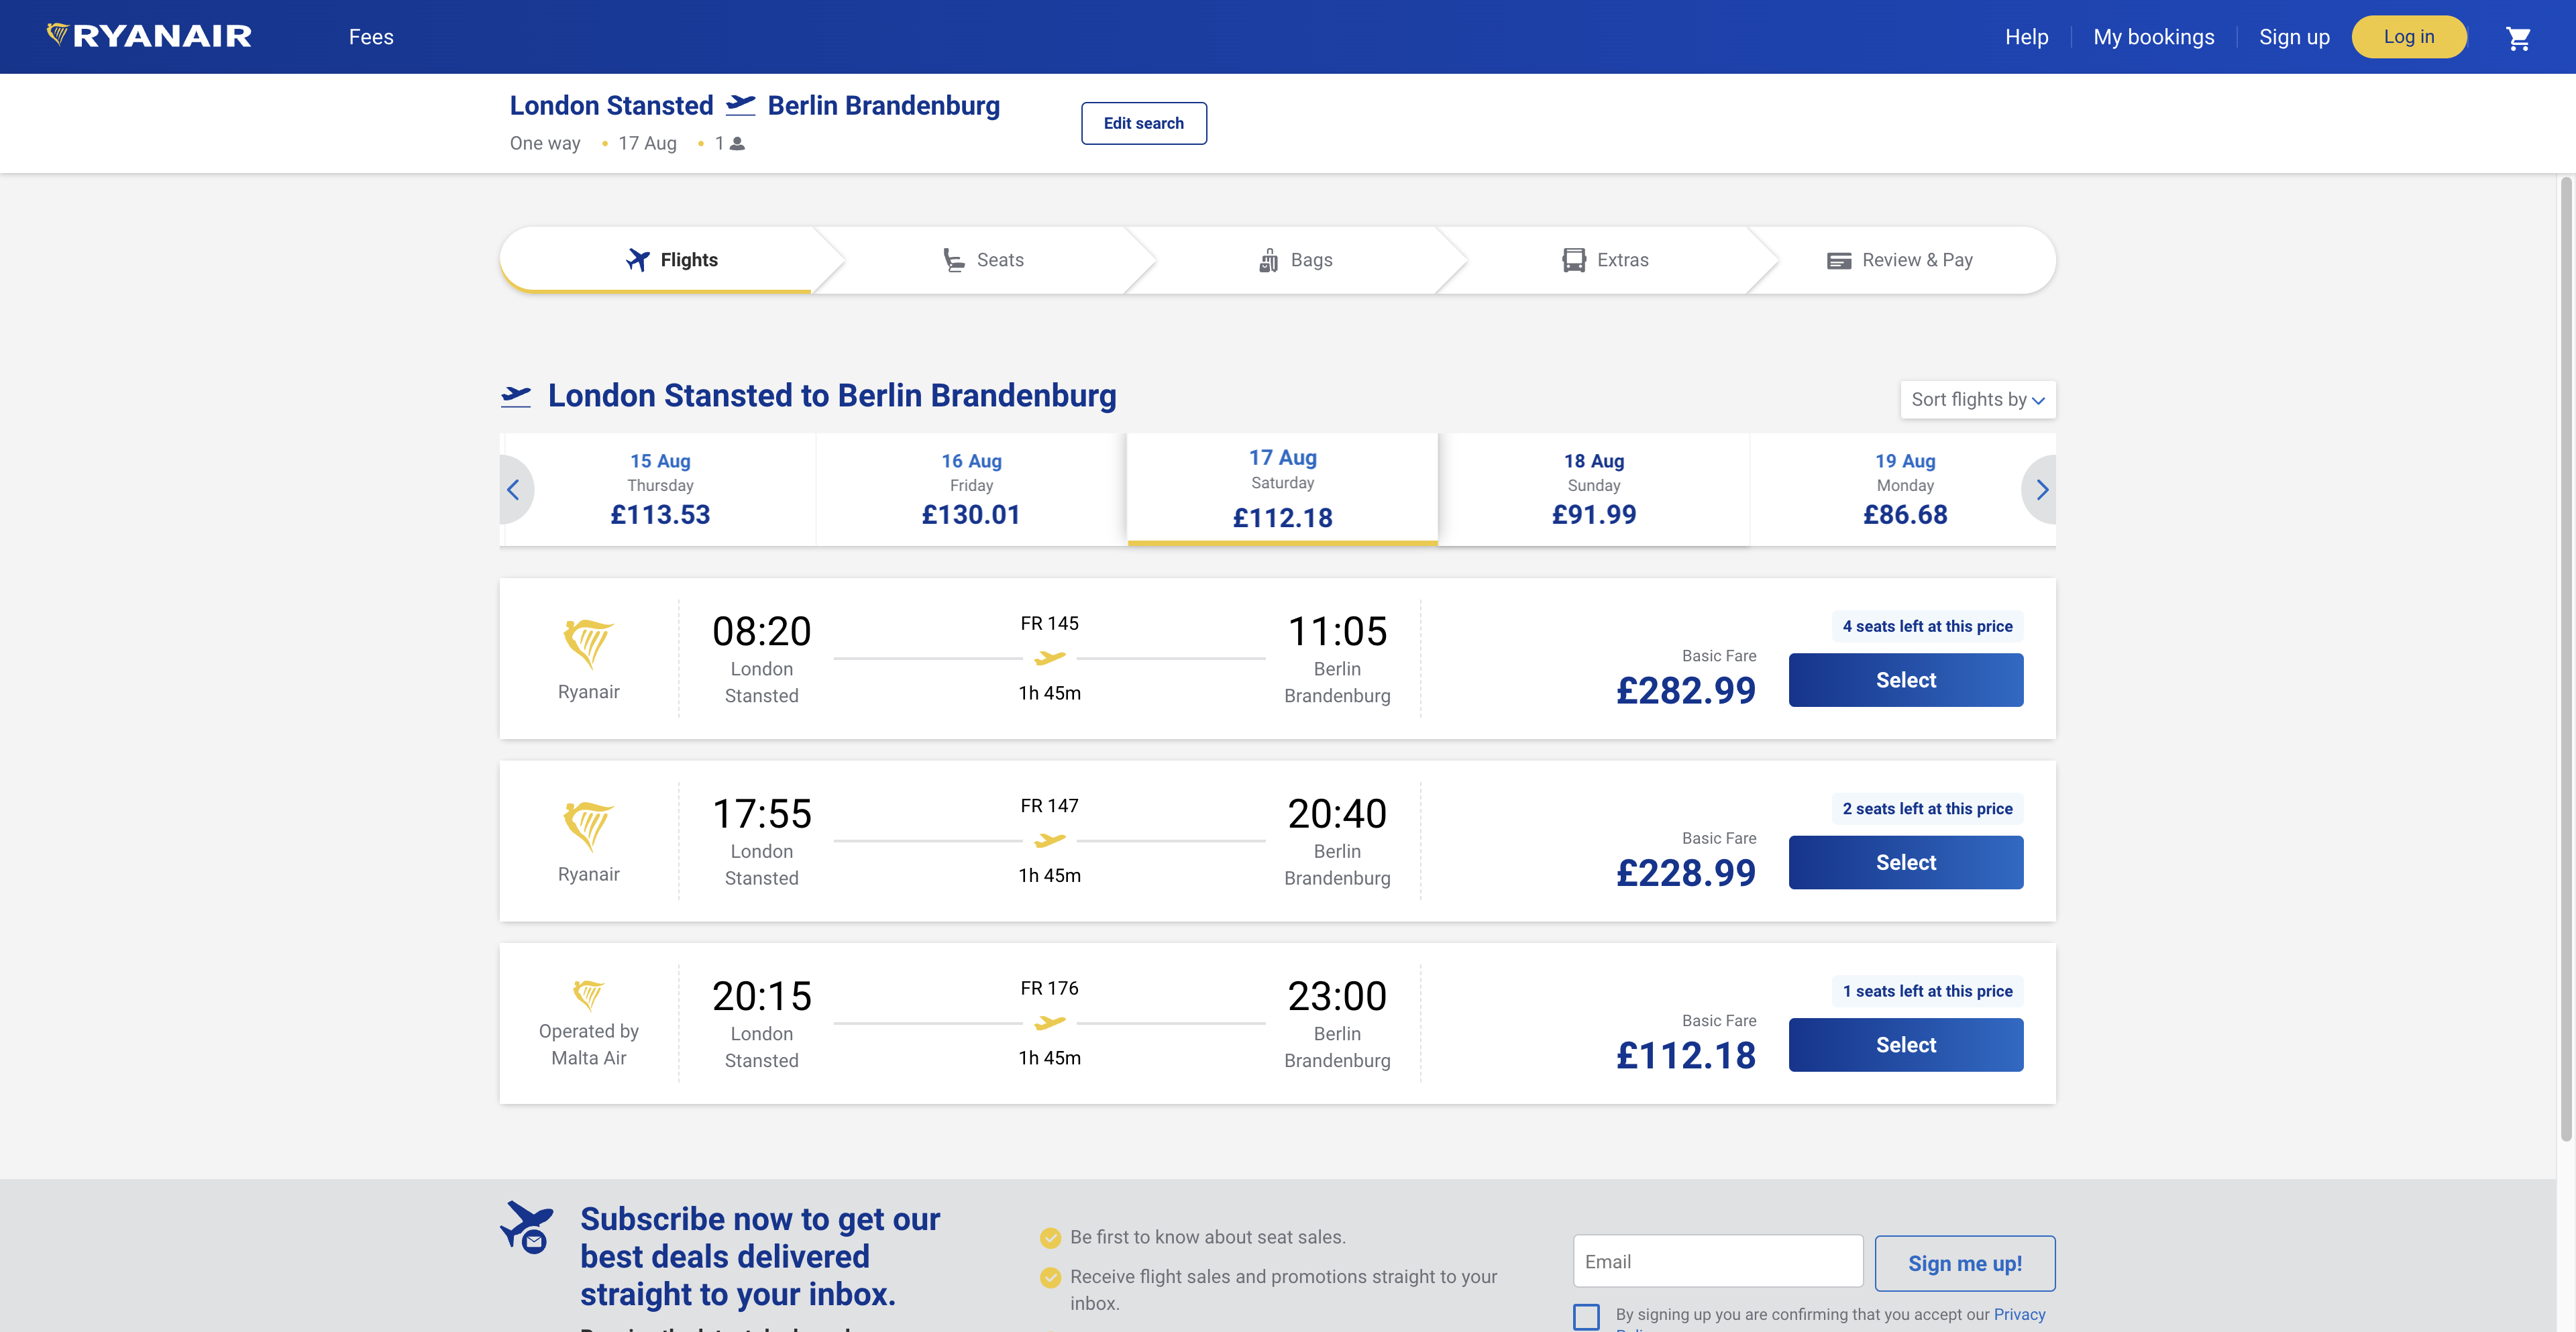 RYANAIR
Fees
Help
My bookings
Sign up
Log in
London Stansted Berlin Brandenburg
One way • 17 Aug • 1
Edit search
Flights
Seats
Bags
Extras
Review & Pay
London Stansted to Berlin Brandenburg
Sort flights by
15 Aug
Thursday
£113.53
16 Aug
Friday
£130.01
17 Aug
Saturday
£112.18
18 Aug
Sunday
£91.99
19 Aug
Monday
£86.68
Ryanair
08:20
London
Stansted
FR 145
1h 45m
11:05
Berlin
Brandenburg
Basic Fare
£282.99
4 seats left at this price
Select
Ryanair
17:55
London
Stansted
FR 147
1h 45m
20:40
Berlin
Brandenburg
Basic Fare
£228.99
2 seats left at this price
Select
Operated by
Malta Air
20:15
London
Stansted
FR 176
1h 45m
23:00
Berlin
Brandenburg
Basic Fare
£112.18
1 seats left at this price
Select
Subscribe now to get our
best deals delivered
straight to your inbox.
Be first to know about seat sales.
Receive flight sales and promotions straight to your
inbox.
Email
Sign me up!
By signing up you are confirming that you accept our Privacy